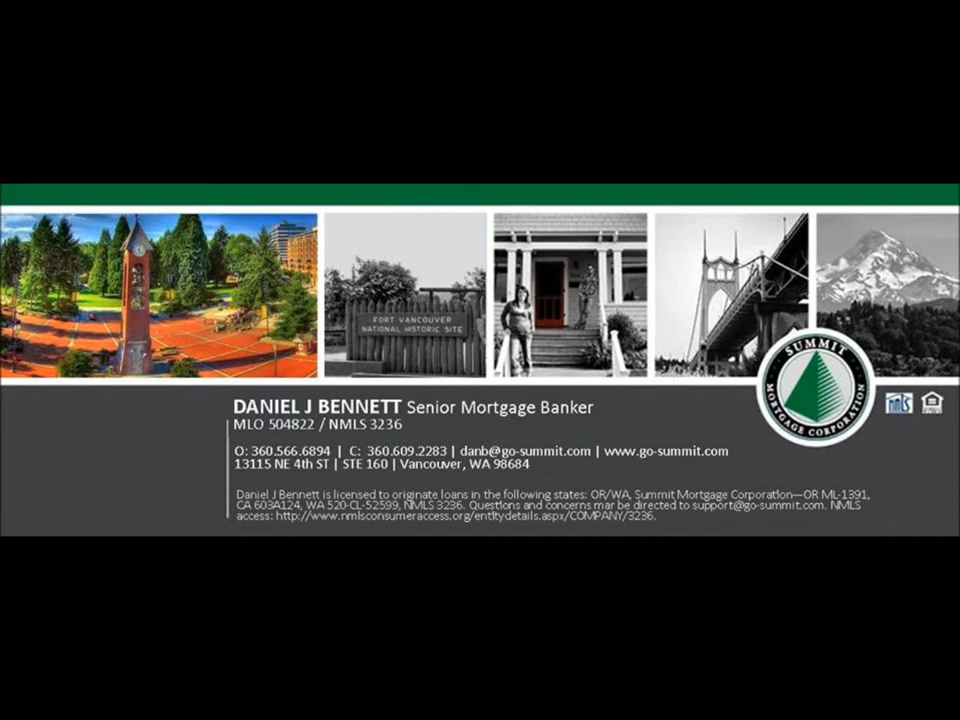 FORT VANCOUVER
NATIONAL HISTORIC SITE
SUMMIT
MORTGAGE CORPORATION
NMLS
DANIEL J BENNETT Senior Mortgage Banker
MLO 504822 / NMLS 3236
O: 360.566.6894 | C: 360.609.2283 | danb@go-summit.com | www.go-summit.com
13115 NE 4th ST | STE 160 | Vancouver, WA 98684
Daniel J Bennett is licensed to originate loans in the following states: OR/WA, Summit Mortgage Corporation—OR ML-1391,
CA 603A124, WA 520-CL-52599, NMLS 3236. Questions and concerns mar be directed to support@go-summit.com. NMLS
access: http://www.nmlsconsumeraccess.org/entitydetails.aspx/COMPANY/3236.